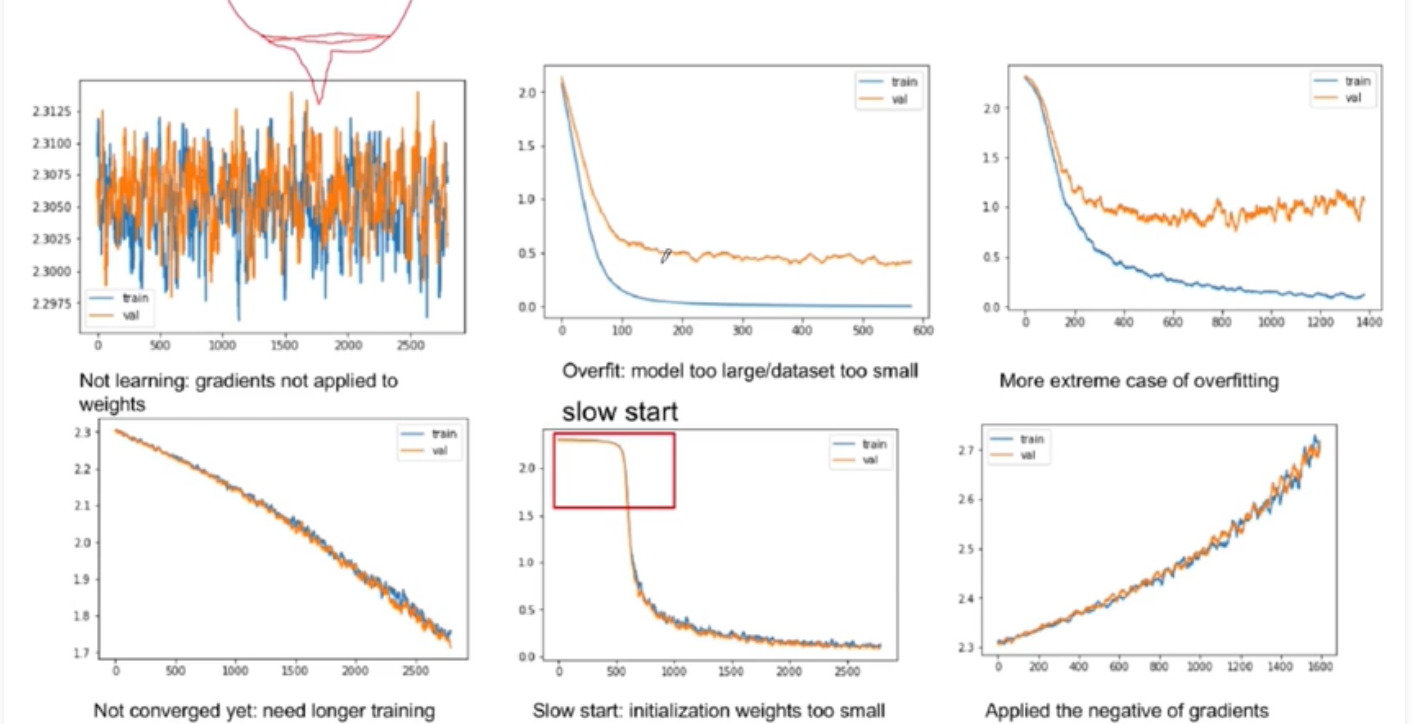 2.3125
2.3100
2.3075
2.3050
2.3025
2.3000
2.2975
train
val
0 500 1000 1500 2000 2500
Not learning: gradients not applied to
weights
2.0
1.5
1.0
0.5
0.0
train
val
0 100 200 300 400 500 600
Overfit: model too large/dataset too small
2.0
1.5
1.0
0.5
0.0
train
val
0 200 400 600 800 1000 1200 1400
More extreme case of overfitting
2.3
2.2
2.1
2.0
1.9
1.8
1.7
train
val
0 500 1000 1500 2000 2500
Not converged yet: need longer training
slow start
2.0
1.5
1.0
0.5
0.0
train
val
0 500 1000 1500 2000 2500
Slow start: initialization weights too small
2.7
2.6
2.5
2.4
2.3
train
val
0 200 400 600 800 1000 1200 1400 1600
Applied the negative of gradients